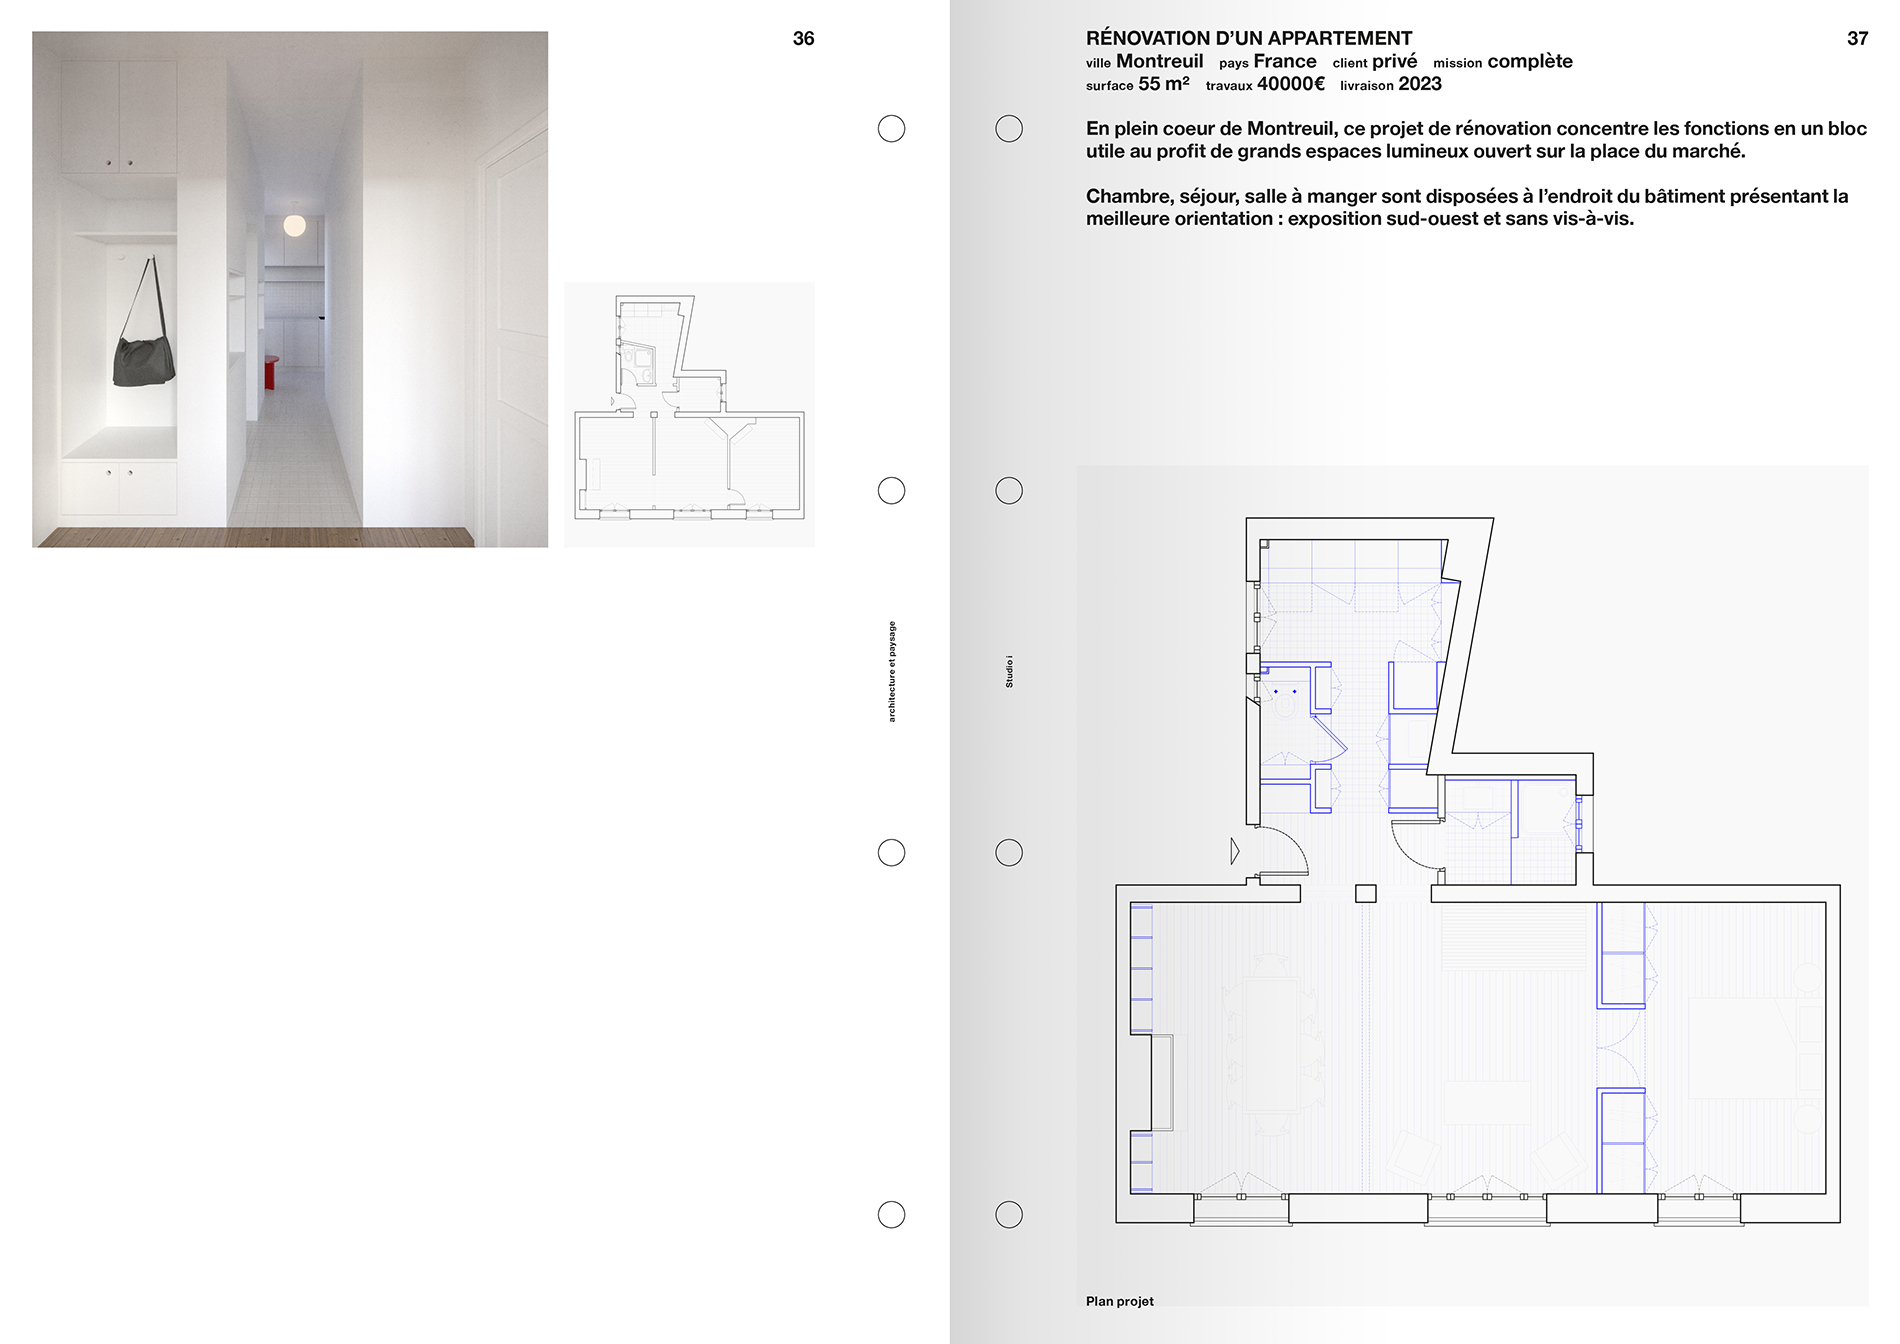 36
architecture et paysage
Studio i
RÉNOVATION D’UN APPARTEMENT
37
ville Montreuil pays France client privé mission complète
surface 55 m² travaux 40000€ livraison 2023
En plein coeur de Montreuil, ce projet de rénovation concentre les fonctions en un bloc
utile au profit de grands espaces lumineux ouvert sur la place du marché.
Chambre, séjour, salle à manger sont disposées à l’endroit du bâtiment présentant la
meilleure orientation : exposition sud-ouest et sans vis-à-vis.
Plan projet